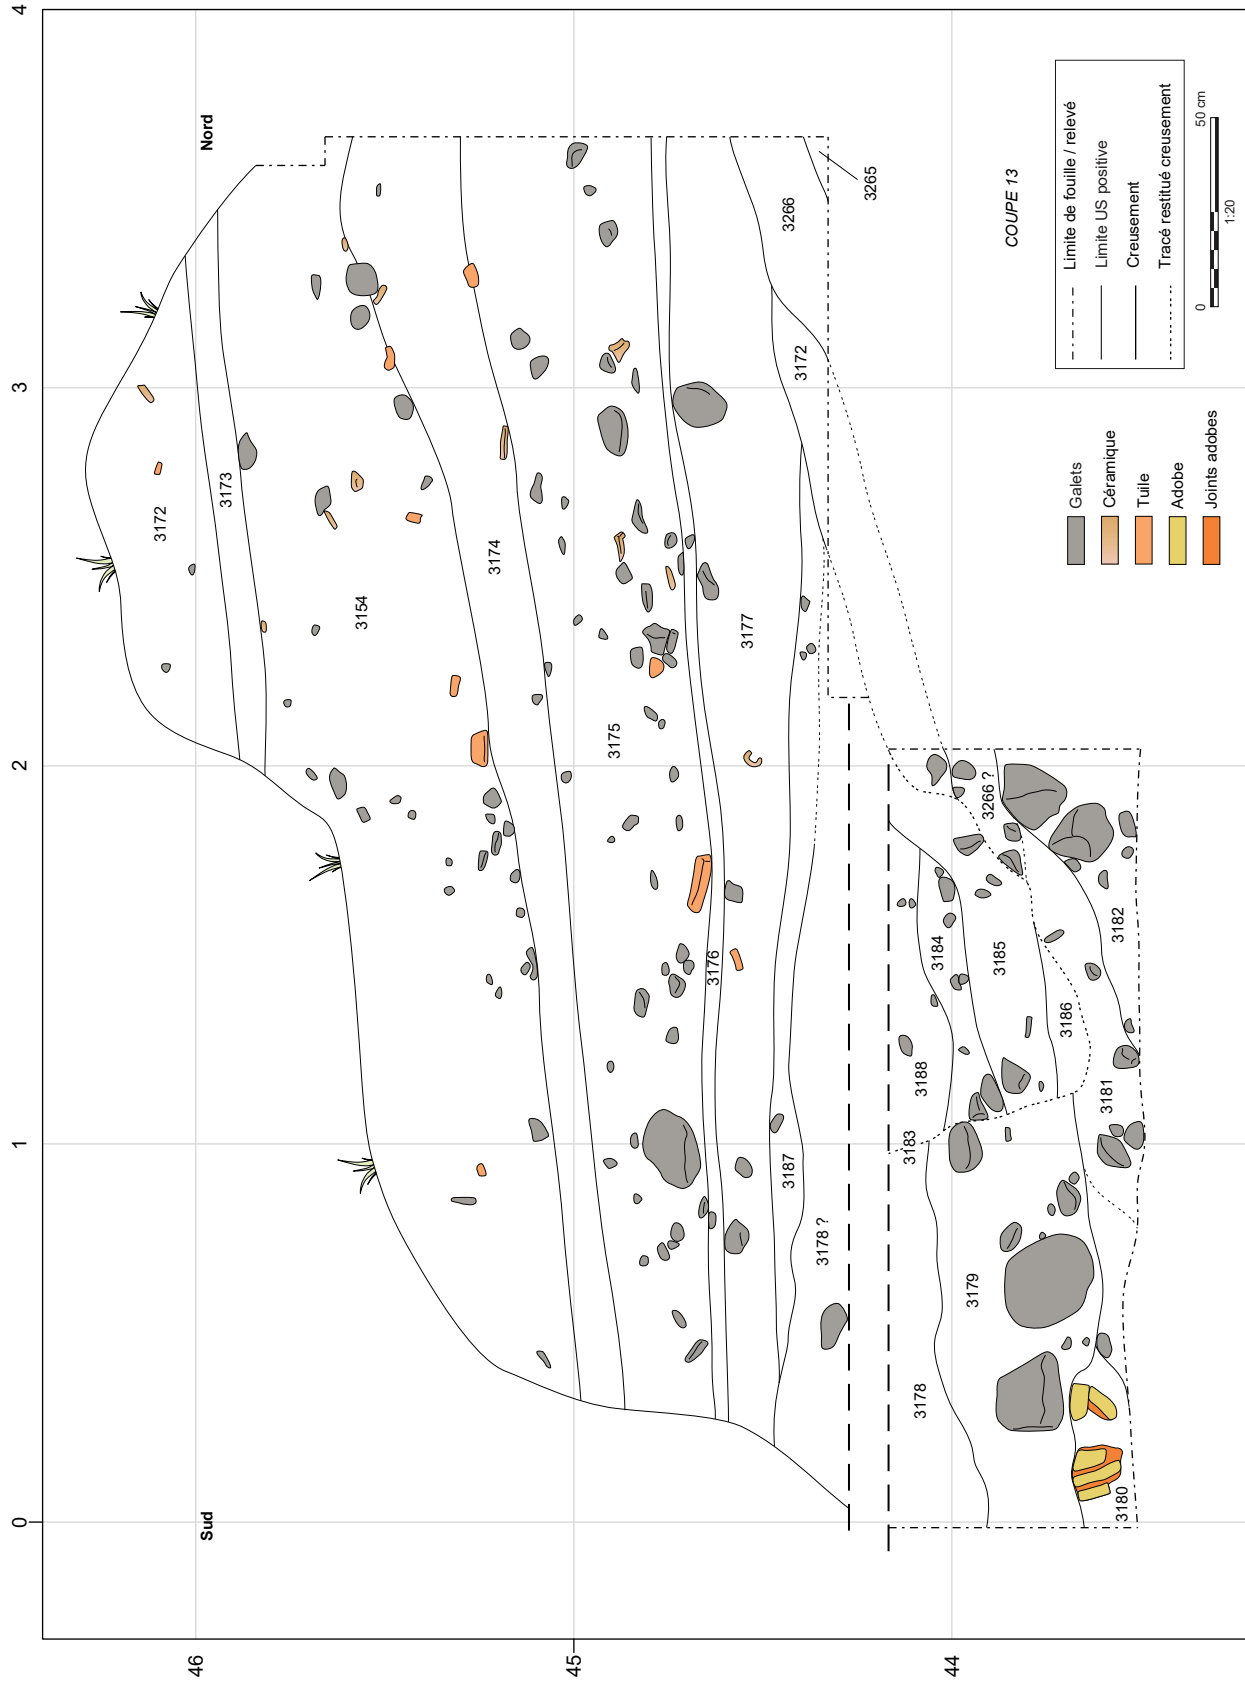 COUPE 13
Sud
Nord
0
1
2
3
4
46
45
44
3172
3173
3154
3174
3175
3176
3177
3172
3266
3265
3187
3178 ?
3183
3188
3184
3185
3266 ?
3186
3182
3181
3178
3179
3180
Galets
Céramique
Tuile
Adobe
Joints adobes
Limite de fouille / relevé
Limite US positive
Creusement
Tracé restitué creusement
0
50 cm
1:20